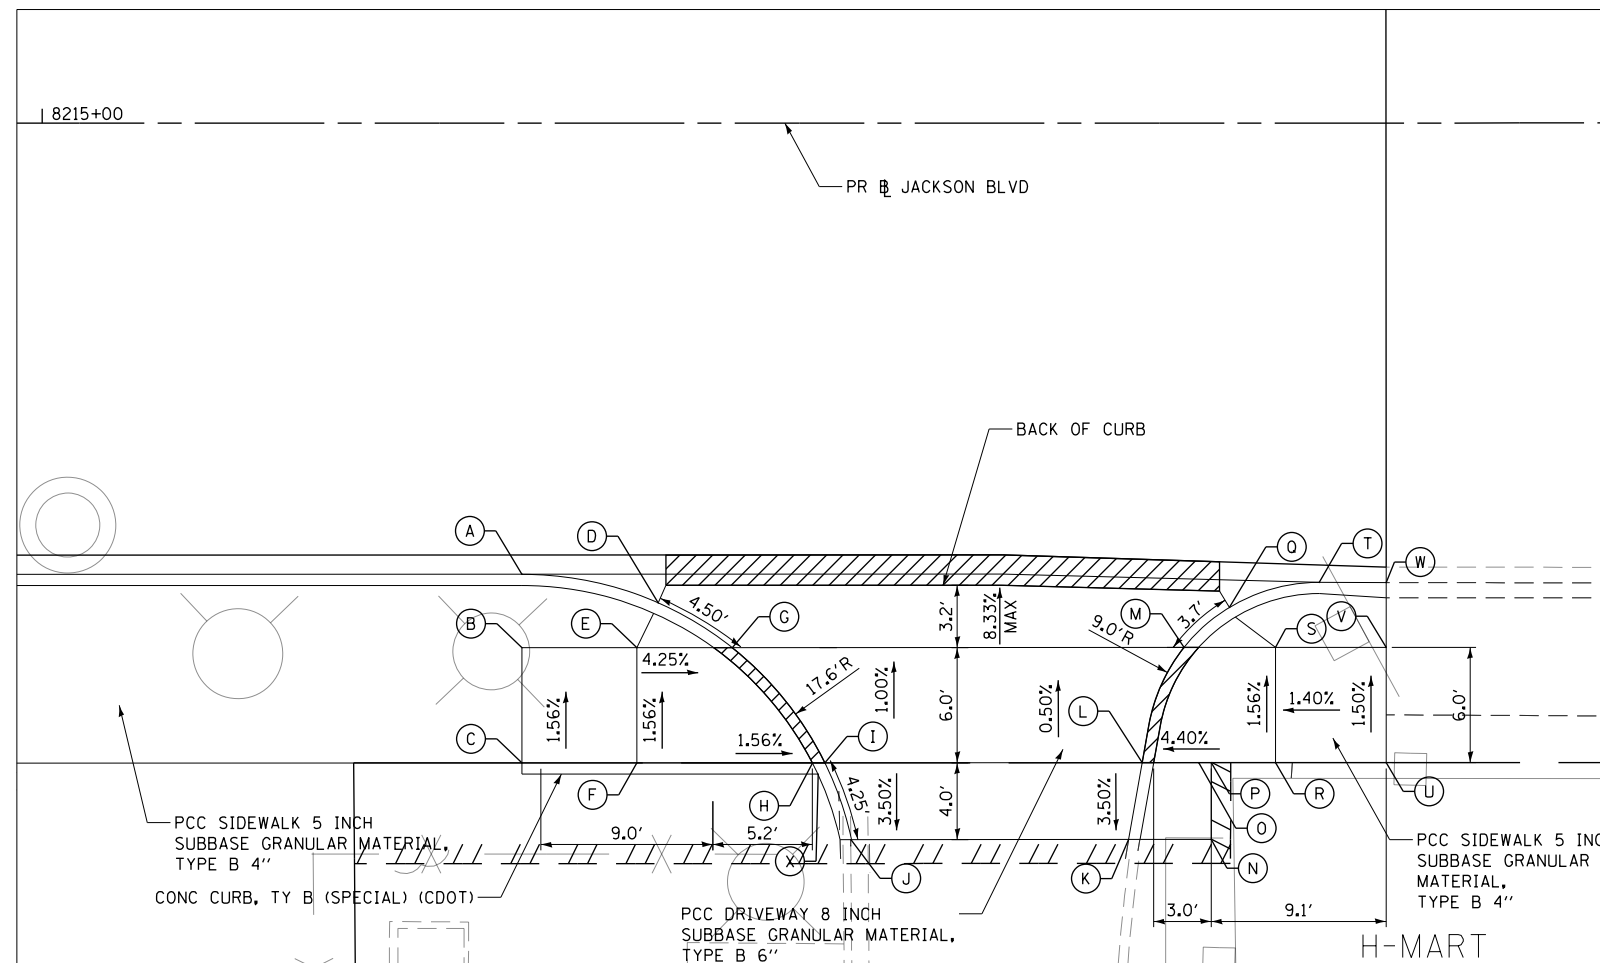 8215+00
PR ℄ JACKSON BLVD
BACK OF CURB
A
D
Q
T
W
B
E
G
M
S
V
4.50'
3.2'
8.33%
MAX
3.7'
9.0'R
4.25%
17.6'R
1.00%
6.0'
0.50%
1.56%
1.56%
1.56%
1.56%
1.40%
1.50%
6.0'
C
I
L
4.40%
F
H
4.25'
3.50%
4.0'
3.50%
P
R
U
O
N
9.0'
5.2'
X
J
K
3.0'
9.1'
PCC SIDEWALK 5 INCH
SUBBASE GRANULAR MATERIAL,
TYPE B 4''
CONC CURB, TY B (SPECIAL) (CDOT)
PCC DRIVEWAY 8 INCH
SUBBASE GRANULAR MATERIAL,
TYPE B 6''
PCC SIDEWALK 5 INC
SUBBASE GRANULAR
MATERIAL,
TYPE B 4''
H-MART